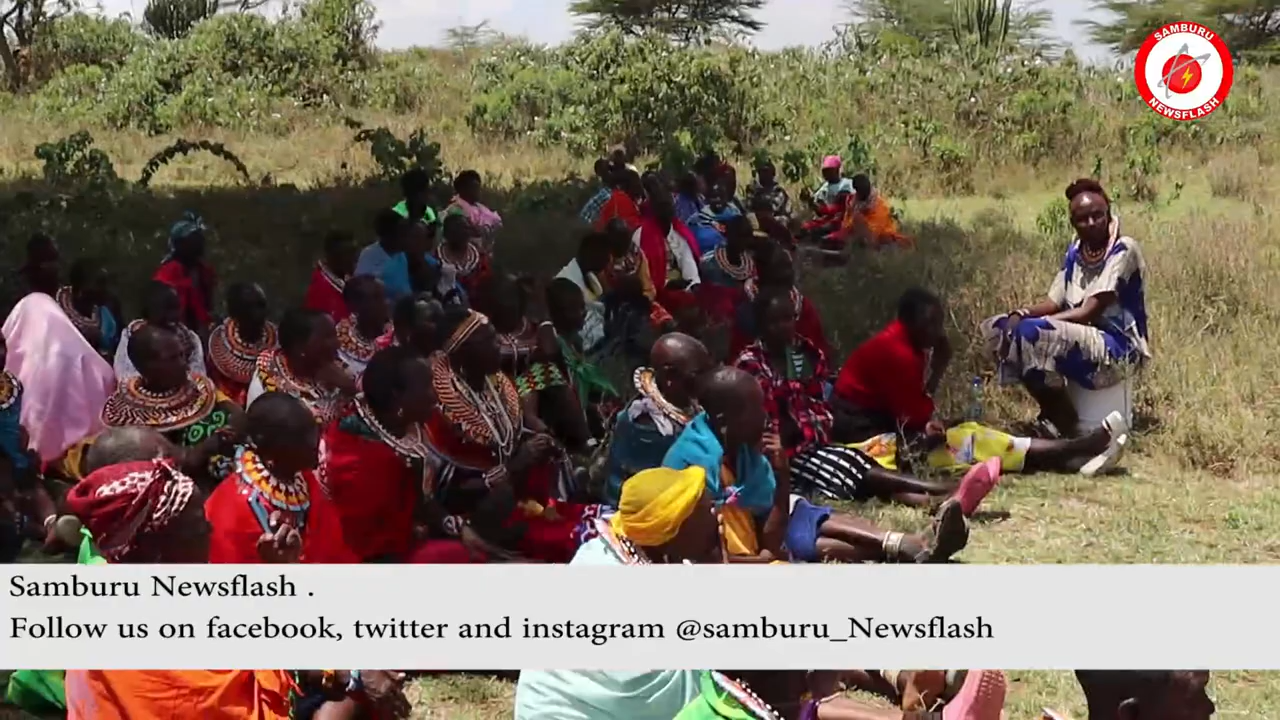 SAMBURU
NEWSFLASH
Samburu Newsflash .
Follow us on facebook, twitter and instagram @samburu_Newsflash